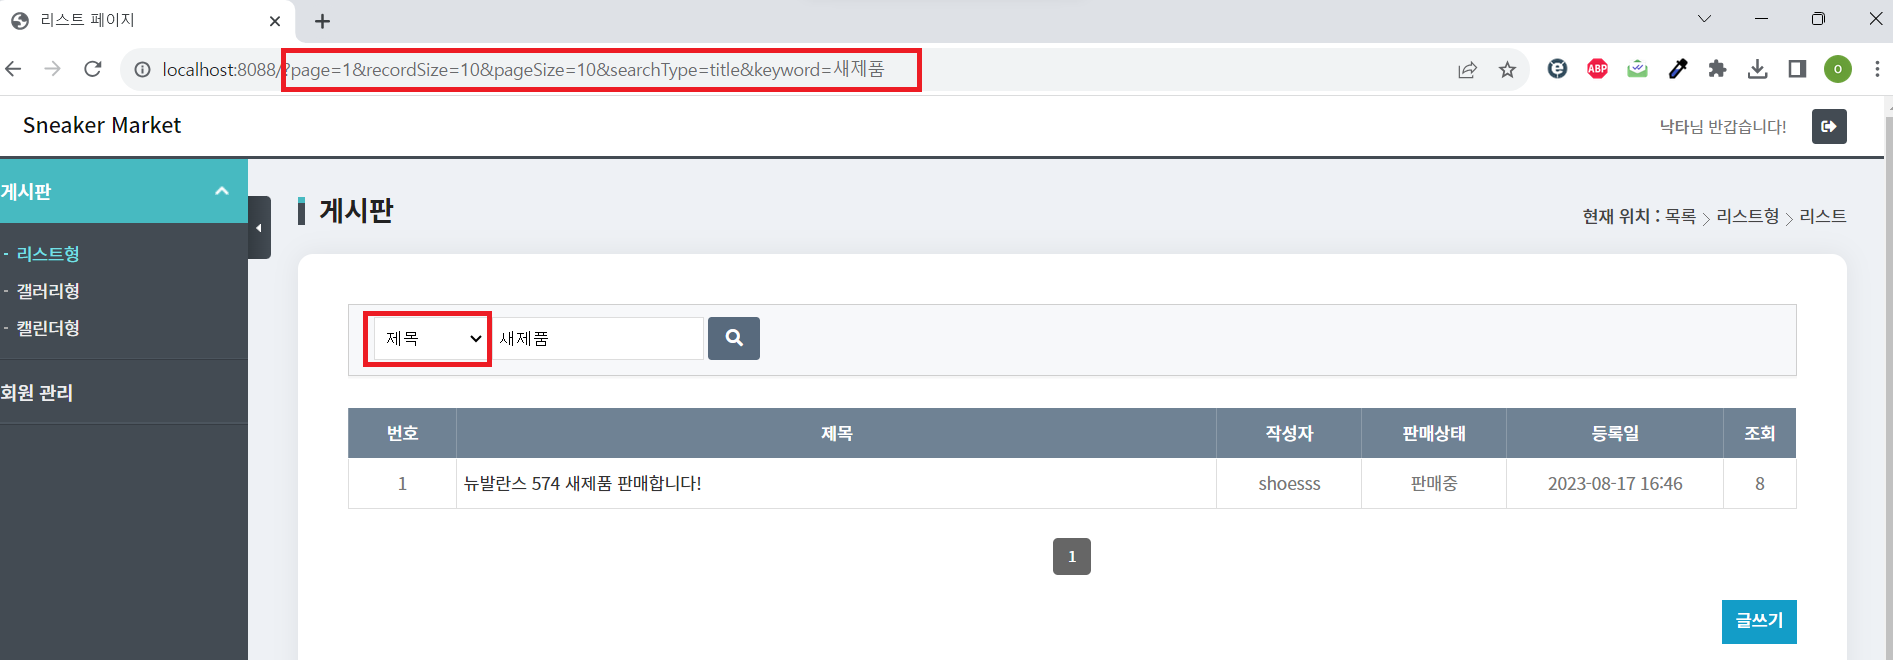 리스트 페이지
localhost:8088/?page=1&recordSize=10&pageSize=10&searchType=title&keyword=새제품
ABP
o
Sneaker Market
낙타님 반갑습니다!
게시판
- 리스트형
- 갤러리형
- 캘린더형
회원 관리
게시판
현재 위치 : 목록 > 리스트형 > 리스트
제목 새제품
번호 제목 작성자 판매상태 등록일 조회
1 뉴발란스 574 새제품 판매합니다! shoesss 판매중 2023-08-17 16:46 8
1
글쓰기